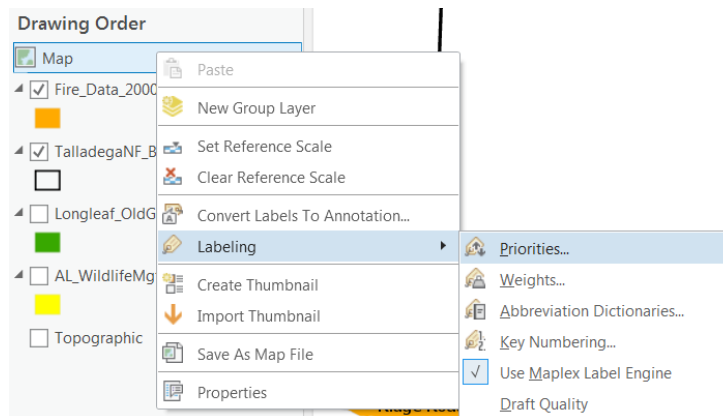 Drawing Order
Map
Fire_Data_2000
TalladegaNF_B
Longleaf_OldG
AL_WildlifeMg
Topographic
Paste
New Group Layer
Set Reference Scale
Clear Reference Scale
Convert Labels To Annotation...
Labeling
Create Thumbnail
Import Thumbnail
Save As Map File
Properties
Priorities...
Weights...
Abbreviation Dictionaries...
Key Numbering...
Use Maplex Label Engine
Draft Quality